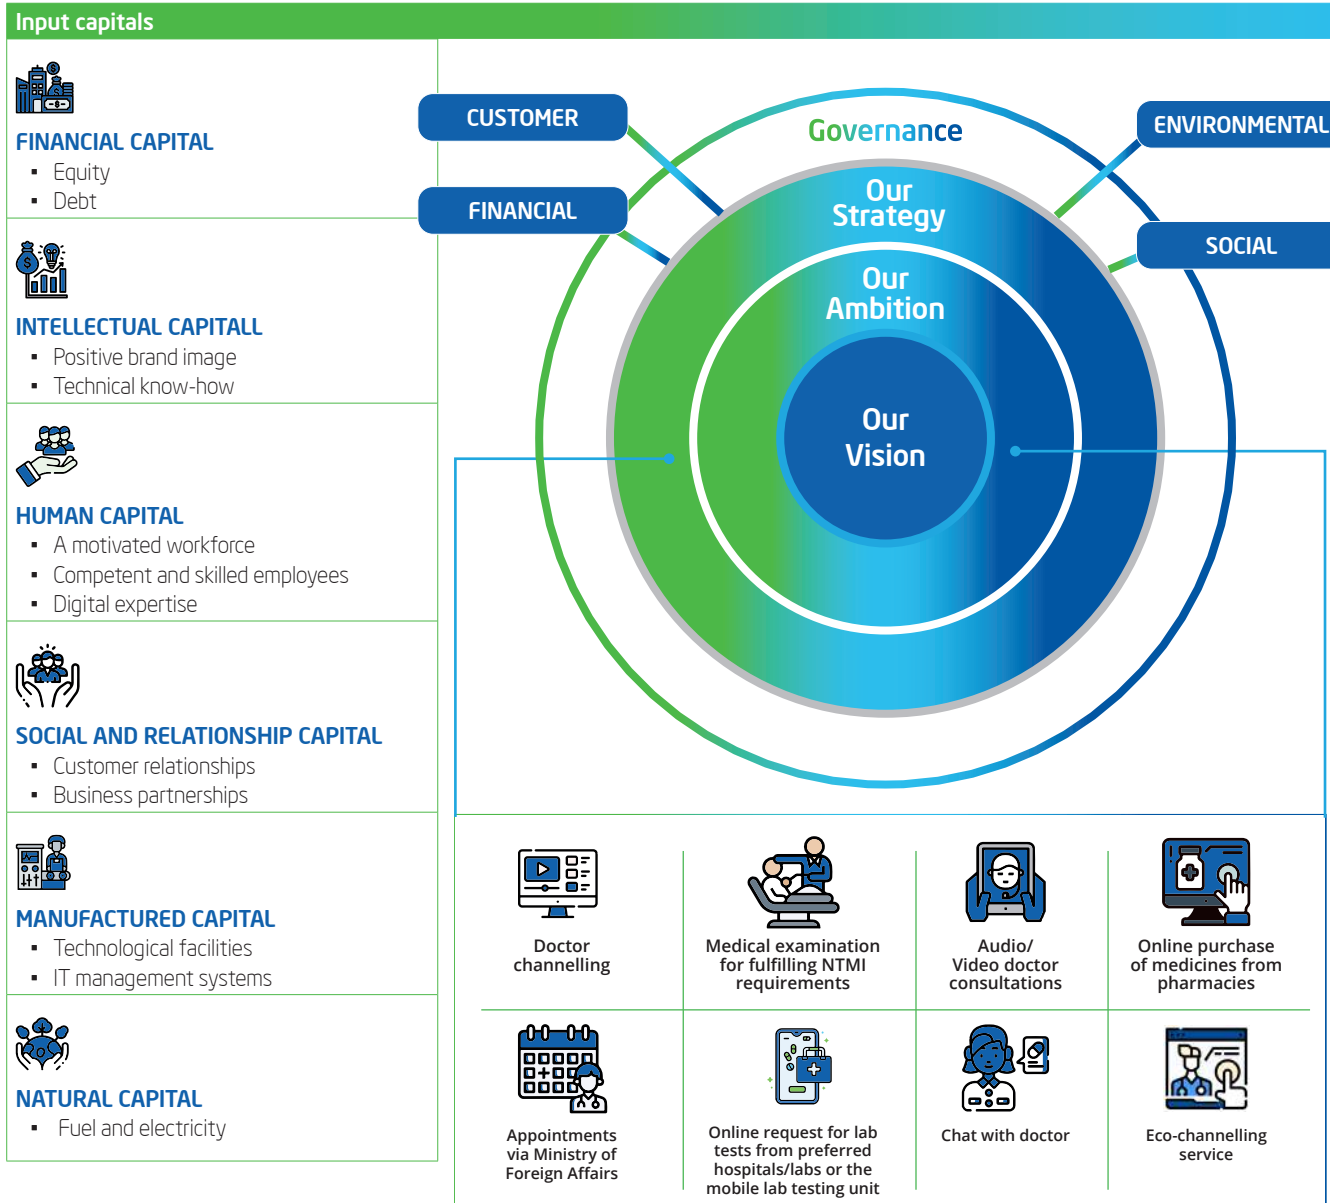 Input capitals
FINANCIAL CAPITAL
▪ Equity
▪ Debt
INTELLECTUAL CAPITALL
▪ Positive brand image
▪ Technical know-how
HUMAN CAPITAL
▪ A motivated workforce
▪ Competent and skilled employees
▪ Digital expertise
SOCIAL AND RELATIONSHIP CAPITAL
▪ Customer relationships
▪ Business partnerships
MANUFACTURED CAPITAL
▪ Technological facilities
▪ IT management systems
NATURAL CAPITAL
▪ Fuel and electricity
CUSTOMER
FINANCIAL
ENVIRONMENTAL
SOCIAL
Governance
Our
Strategy
Our
Ambition
Our
Vision
Doctor
channelling
Medical examination
for fulfilling NTMI
requirements
Audio/
Video doctor
consultations
Online purchase
of medicines from
pharmacies
Appointments
via Ministry of
Foreign Affairs
Online request for lab
tests from preferred
hospitals/labs or the
mobile lab testing unit
Chat with doctor
Eco-channelling
service